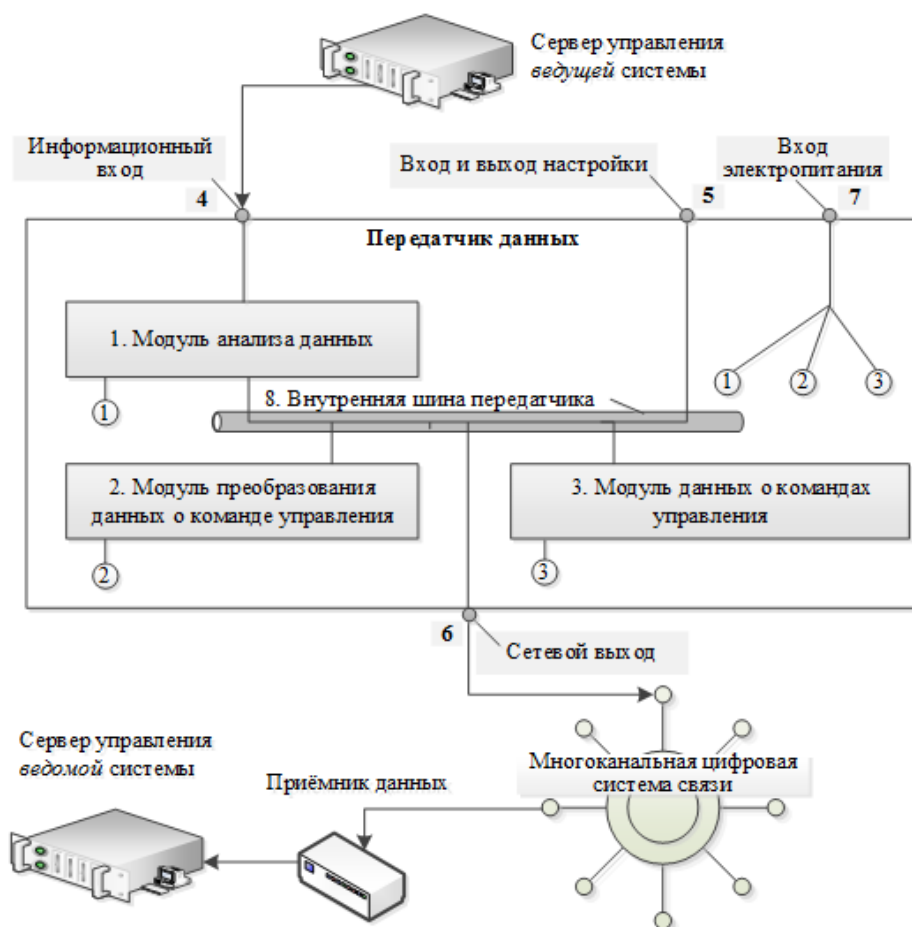 Сервер управления
ведущей системы
Информационный
вход
4
Вход и выход настройки
5
Вход
электропитания
7
Передатчик данных
1. Модуль анализа данных
1
1
2
3
8. Внутренняя шина передатчика
2. Модуль преобразования
данных о команде управления
2
3. Модуль данных о командах
управления
3
6
Сетевой выход
Сервер управления
ведомой системы
Приёмник данных
Многоканальная цифровая
система связи